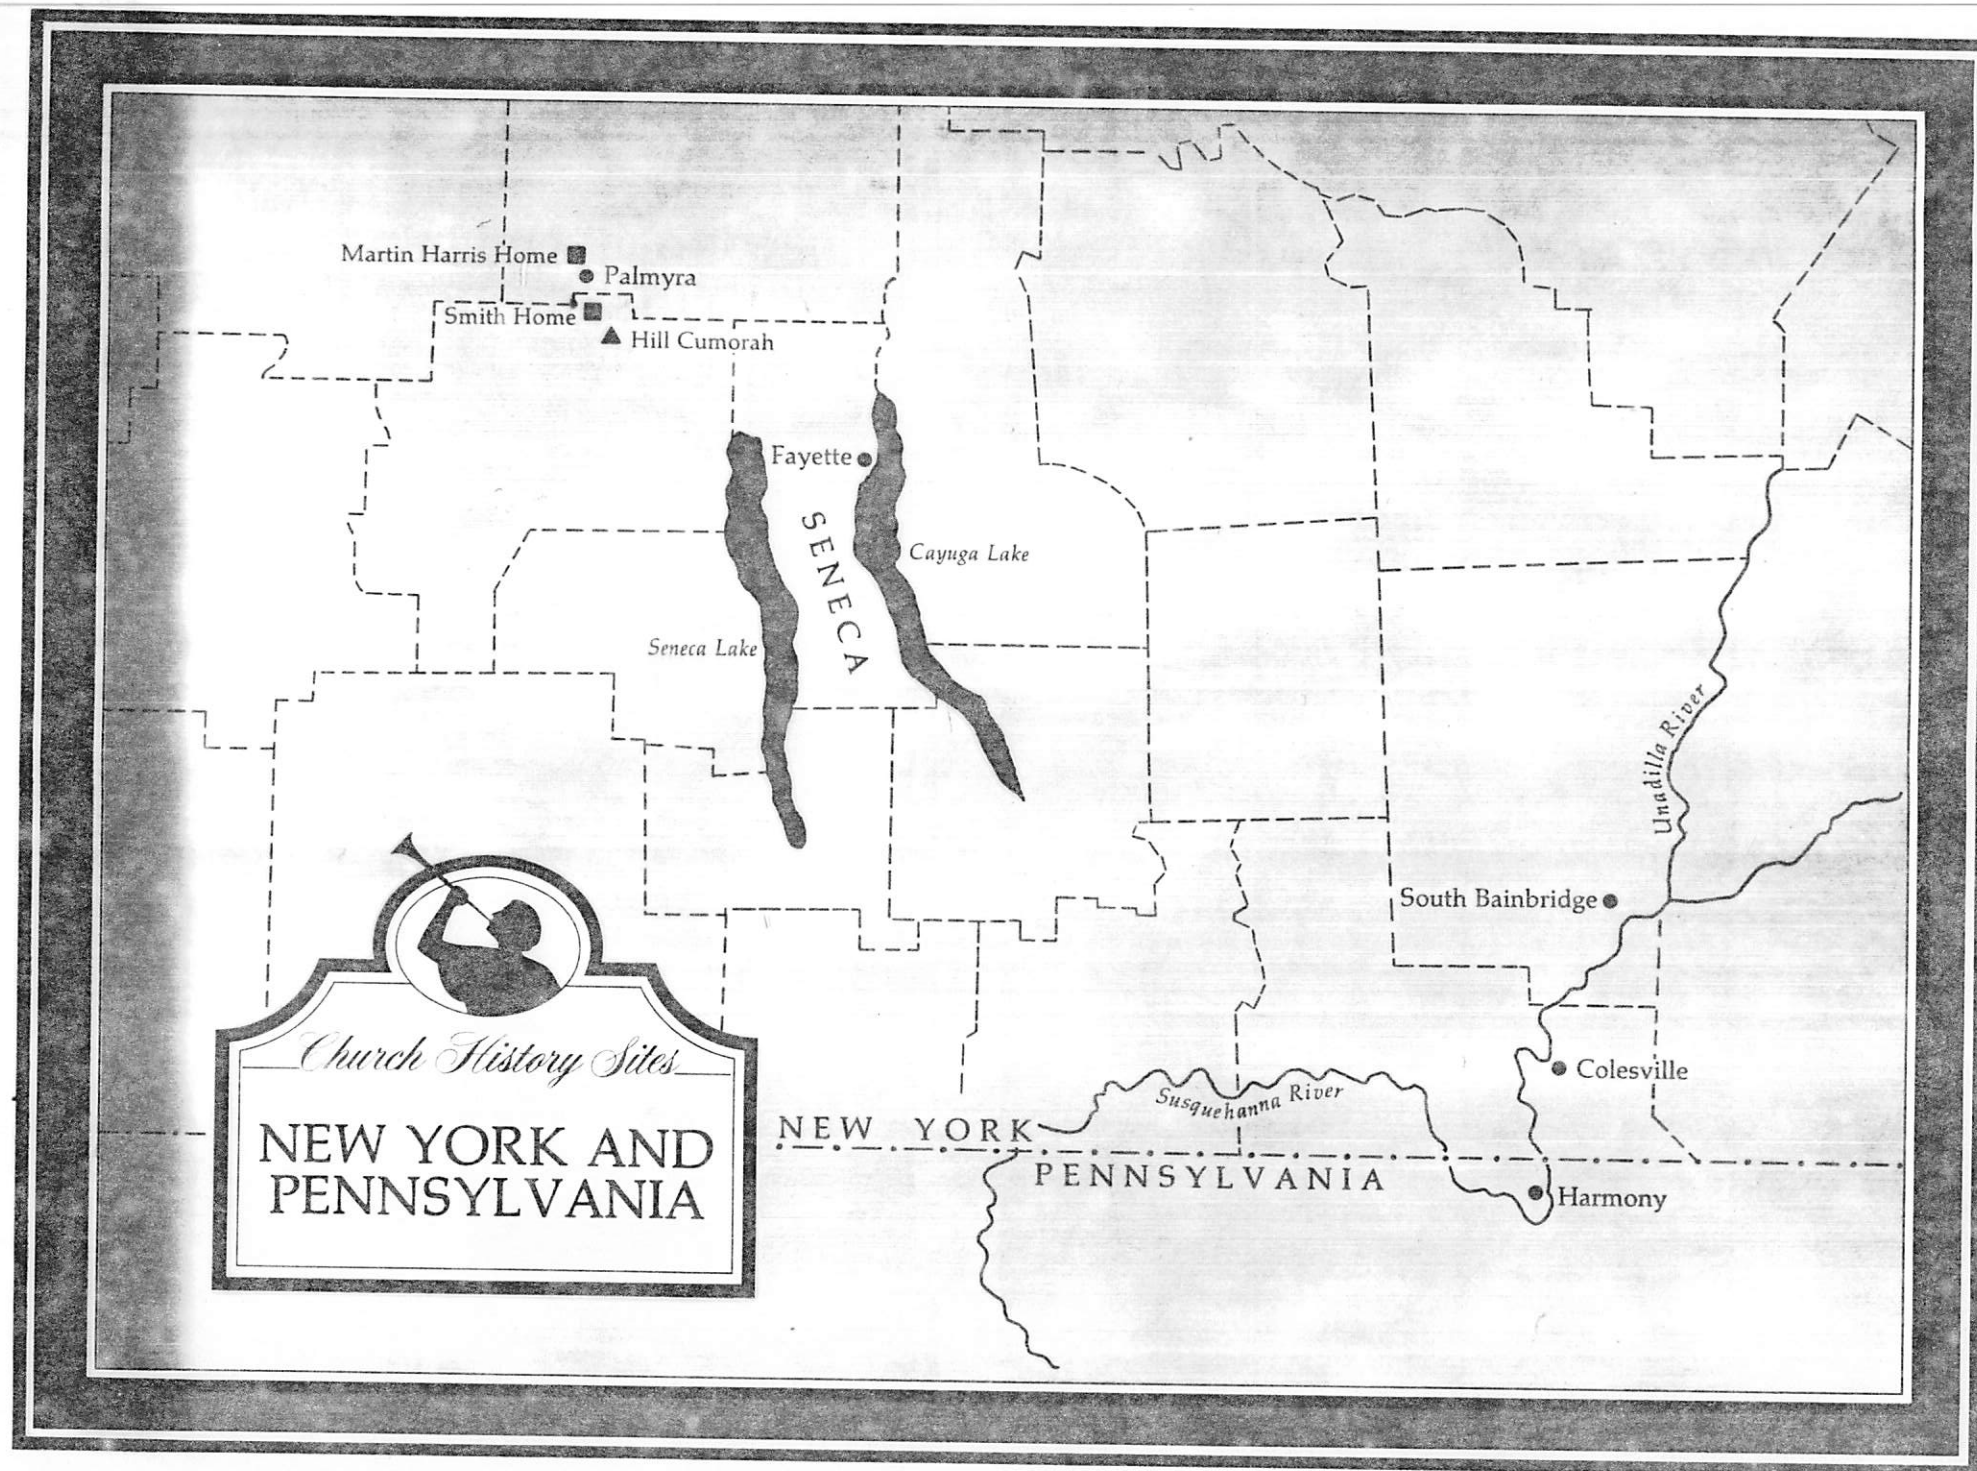 Martin Harris Home
Palmyra
Smith Home
Hill Cumorah
Fayette
SENECA
Cayuga Lake
Seneca Lake
Unadilla River
South Bainbridge
Church History Sites
NEW YORK AND
PENNSYLVANIA
Colesville
Susquehanna River
NEW YORK
PENNSYLVANIA
Harmony